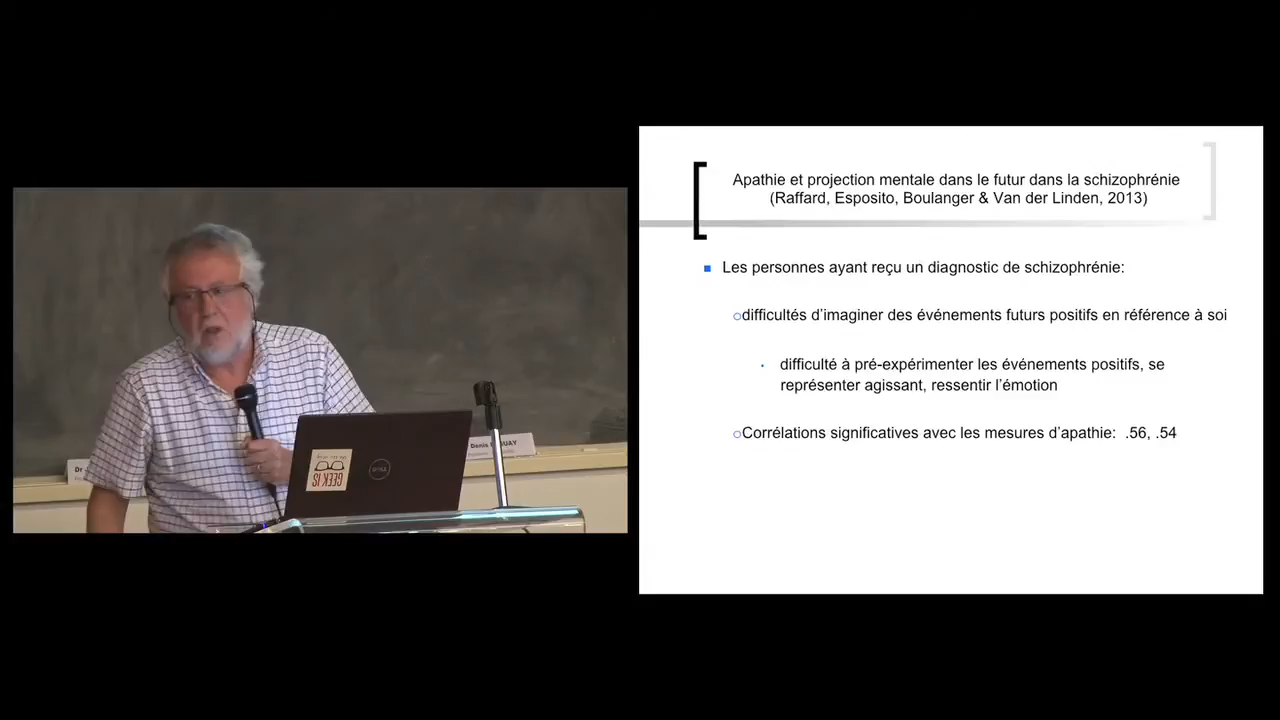 Apathie et projection mentale dans le futur dans la schizophrénie
(Raffard, Esposito, Boulanger & Van der Linden, 2013)
Les personnes ayant reçu un diagnostic de schizophrénie:
difficultés d’imaginer des événements futurs positifs en référence à soi
difficulté à pré-expérimenter les événements positifs, se
représenter agissant, ressentir l’émotion
Corrélations significatives avec les mesures d’apathie: .56, .54
Denis
Dr
GEEK IS
DELL